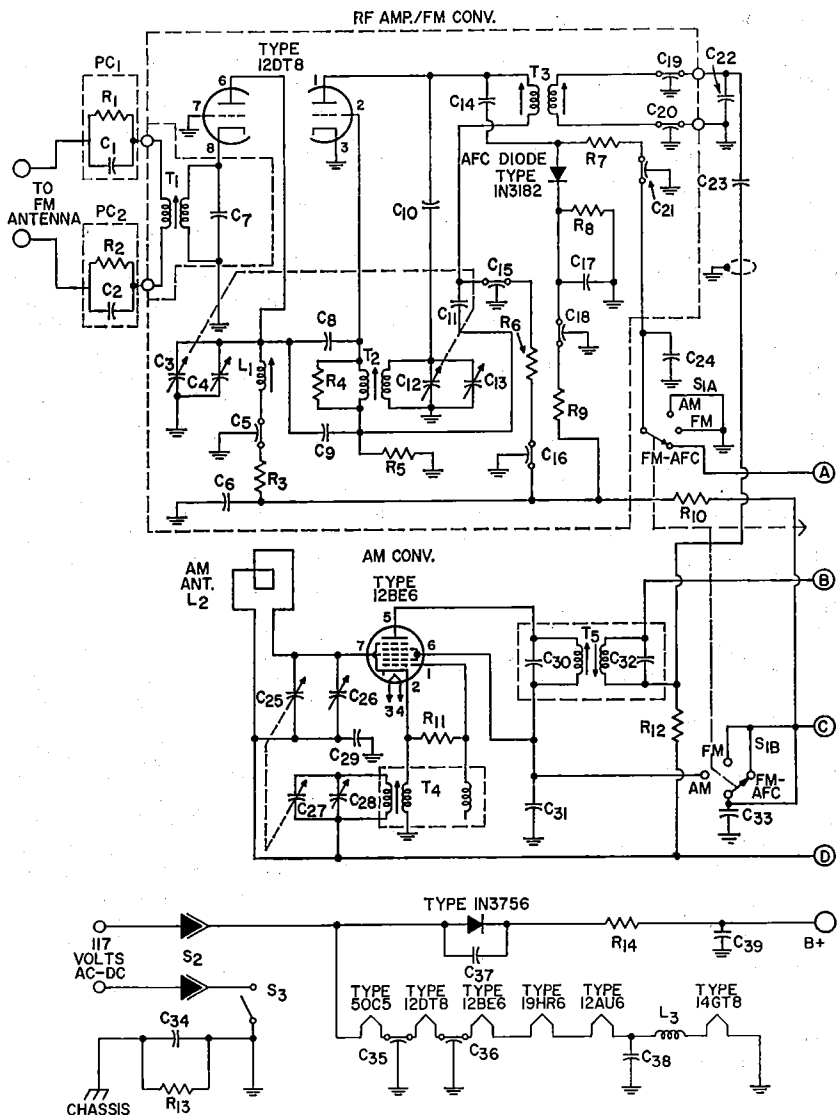 RF AMP./FM CONV.
TYPE
12DT8
PC1
R1
C1
TO
FM
ANTENNA
PC2
R2
C2
T1
6
7
8
C7
1
2
3
C14
T3
C19
C22
C20
AFC DIODE
TYPE
IN3182
R7
C21
C23
C10
R8
C17
C15
C11
R6
C18
C24
C3
C4
L1
C8
R4
T2
C12
C13
R9
S1A
AM
FM
FM-AFC
C5
C9
R5
C16
C6
R3
R10
A
AM
ANT.
L2
AM CONV.
TYPE
12BE6
5
7
6
2
1
3 4
B
T5
C30
C32
C25
C26
R11
C29
R12
C
S1B
FM
AM
FM-
AFC
C27
C28
T4
C31
C33
D
117
VOLTS
AC-DC
S2
TYPE IN3756
C37
R14
C39
B+
S3
C34
R13
CHASSIS
TYPE
50C5
TYPE
12DT8
TYPE
12BE6
TYPE
19HR6
TYPE
12AU6
L3
TYPE
14GT8
C35
C36
C38